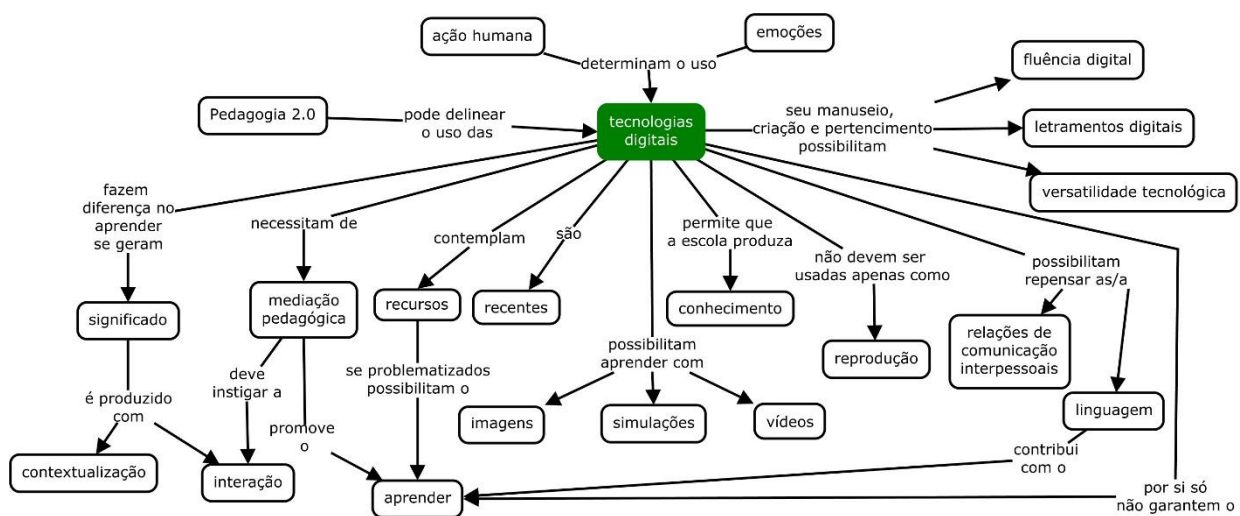 ação humana
emoções
determinam o uso
fluência digital
Pedagogia 2.0
pode delinear
o uso das
tecnologias
digitais
seu manuseio,
criação e pertencimento
possibilitam
letramentos digitais
versatilidade tecnológica
fazem
diferença no
aprender
se geram
necessitam de
contemplam
são
permite que
a escola produza
não devem ser
usadas apenas como
possibilitam
repensar as/a
significado
mediação
pedagógica
recursos
recentes
conhecimento
reprodução
relações de
comunicação
interpessoais
possibilitam
aprender com
se problematizados
possibilitam o
deve
instigar a
é produzido
com
promove
o
imagens
simulações
vídeos
linguagem
contextualização
interação
aprender
contribui
com o
por si só
não garantem o